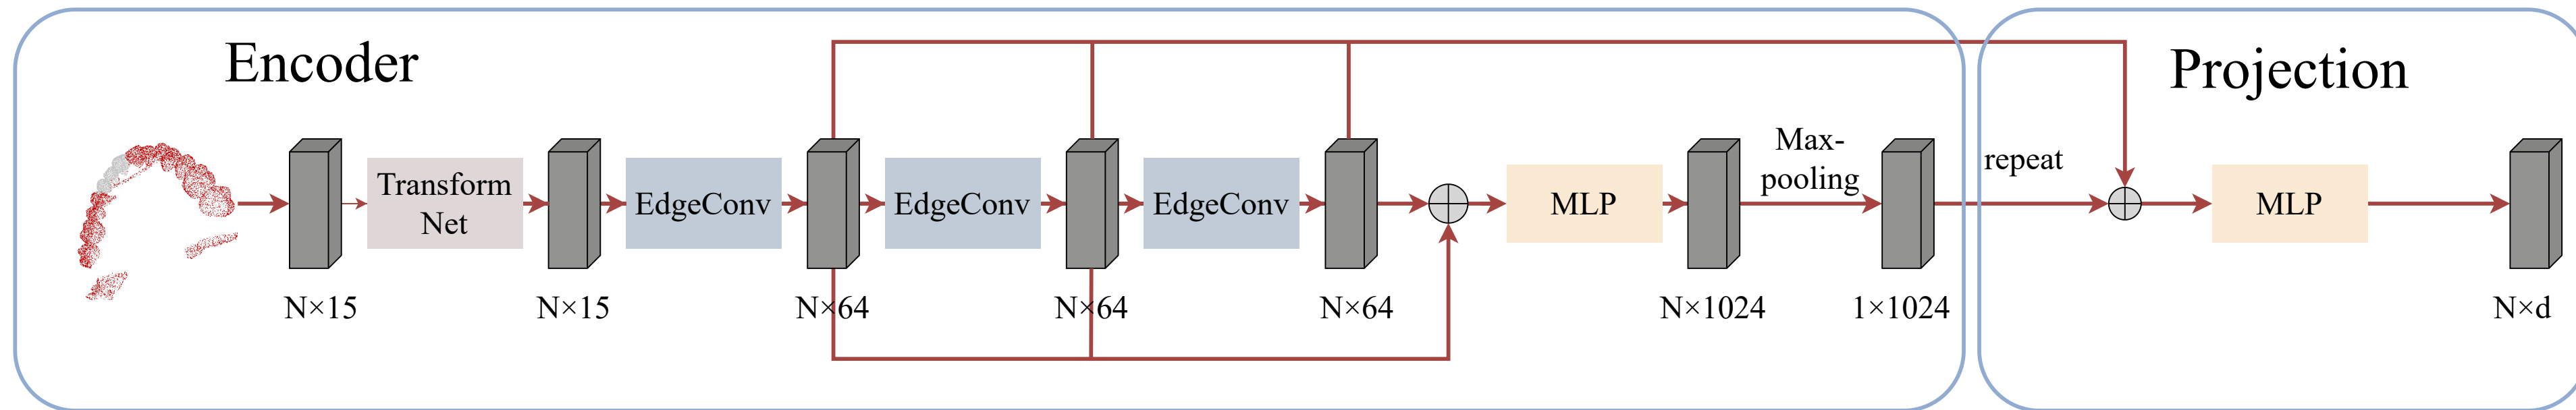 Encoder
Projection
Transform
Net
EdgeConv
EdgeConv
EdgeConv
MLP
Max-
pooling
repeat
MLP
N×15
N×15
N×64
N×64
N×64
N×1024
1×1024
N×d